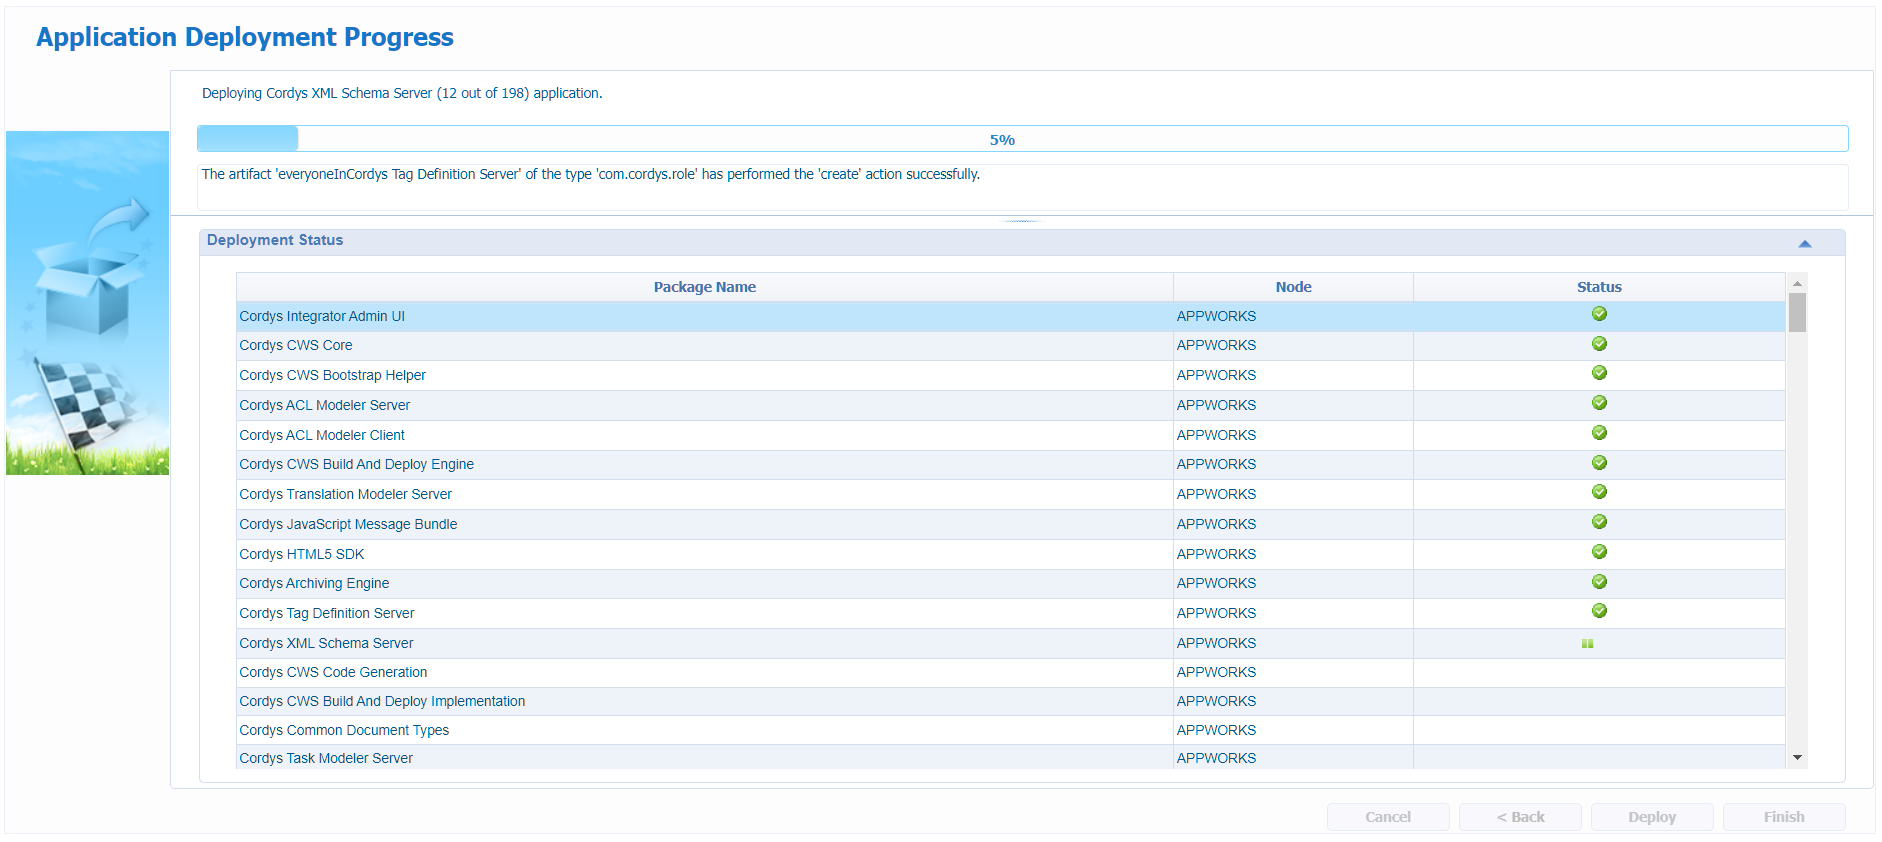 Application Deployment Progress
Deploying Cordys XML Schema Server (12 out of 198) application.
5%
The artifact 'everyoneInCordys Tag Definition Server' of the type 'com.cordys.role' has performed the 'create' action successfully.
Deployment Status
Package Name Node Status
Cordys Integrator Admin UI APPWORKS
Cordys CWS Core APPWORKS
Cordys CWS Bootstrap Helper APPWORKS
Cordys ACL Modeler Server APPWORKS
Cordys ACL Modeler Client APPWORKS
Cordys CWS Build And Deploy Engine APPWORKS
Cordys Translation Modeler Server APPWORKS
Cordys JavaScript Message Bundle APPWORKS
Cordys HTML5 SDK APPWORKS
Cordys Archiving Engine APPWORKS
Cordys Tag Definition Server APPWORKS
Cordys XML Schema Server APPWORKS
Cordys CWS Code Generation APPWORKS
Cordys CWS Build And Deploy Implementation APPWORKS
Cordys Common Document Types APPWORKS
Cordys Task Modeler Server APPWORKS
Cancel < Back Deploy Finish